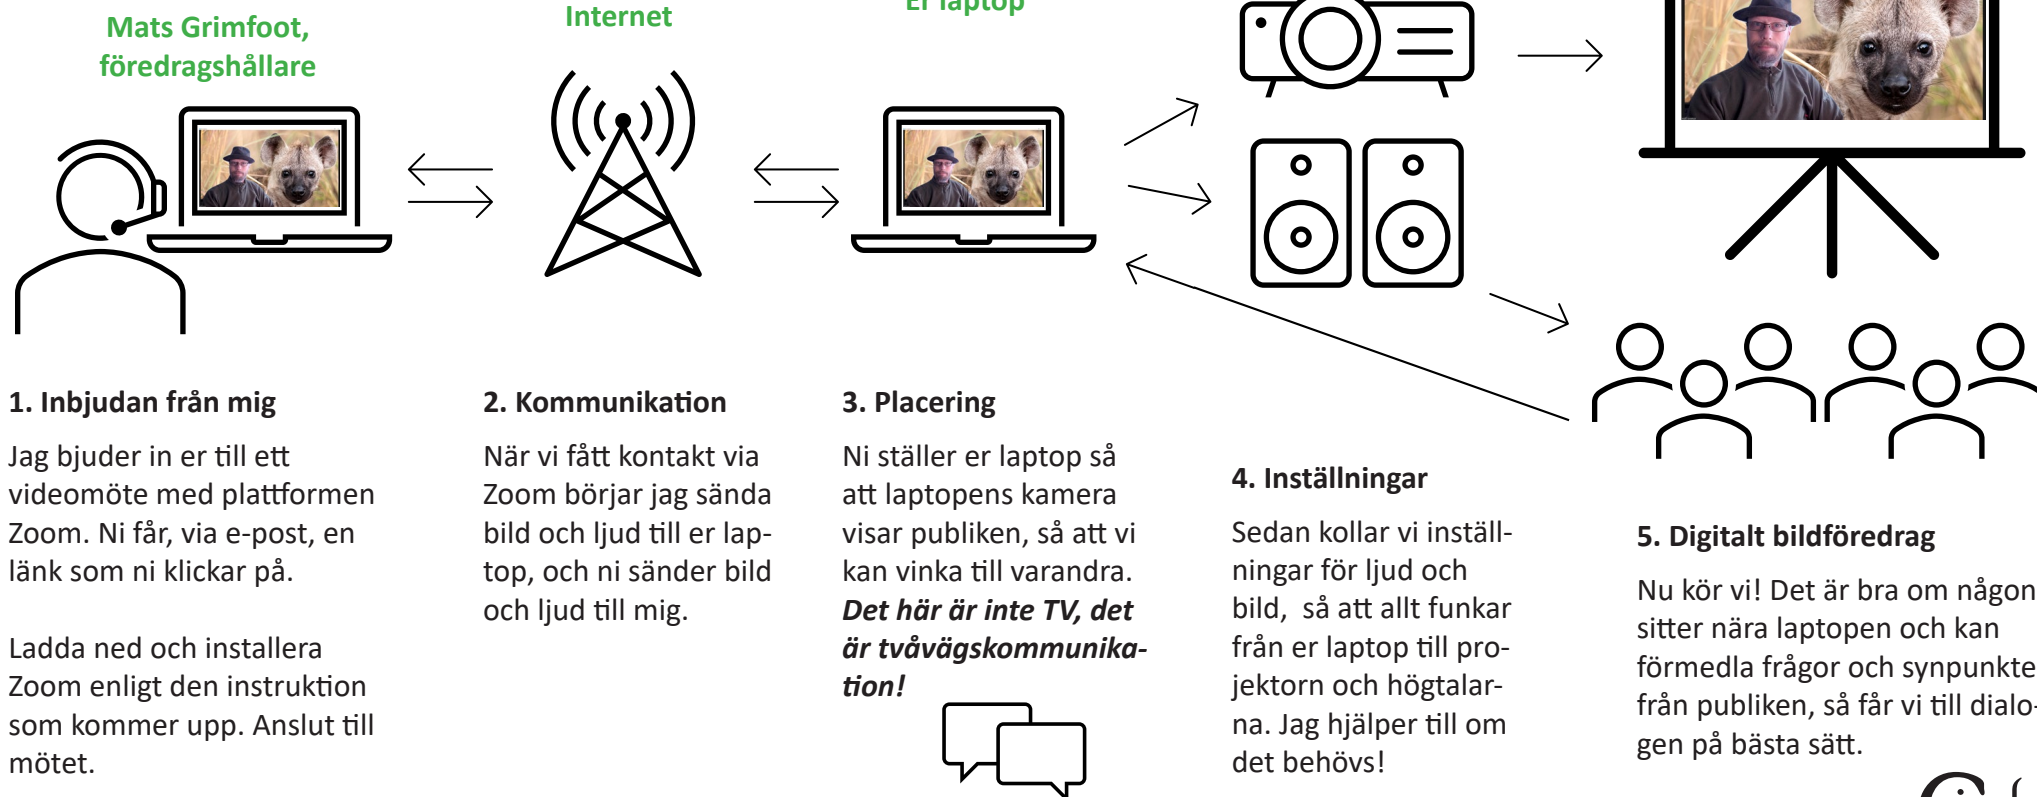 Mats Grimfoot,
föredragshållare
Internet
Er laptop
1. Inbjudan från mig
Jag bjuder in er till ett
videomöte med plattformen
Zoom. Ni får, via e-post, en
länk som ni klickar på.
Ladda ned och installera
Zoom enligt den instruktion
som kommer upp. Anslut till
mötet.
2. Kommunikation
När vi fått kontakt via
Zoom börjar jag sända
bild och ljud till er lap-
top, och ni sänder bild
och ljud till mig.
3. Placering
Ni ställer er laptop så
att laptopens kamera
visar publiken, så att vi
kan vinka till varandra.
Det här är inte TV, det
är tvåvägskommunika-
tion!
4. Inställningar
Sedan kollar vi inställ-
ningar för ljud och
bild,  så att allt funkar
från er laptop till pro-
jektorn och högtalar-
na. Jag hjälper till om
det behövs!
5. Digitalt bildföredrag
Nu kör vi! Det är bra om någon
sitter nära laptopen och kan
förmedla frågor och synpunkte
från publiken, så får vi till dialo-
gen på bästa sätt.